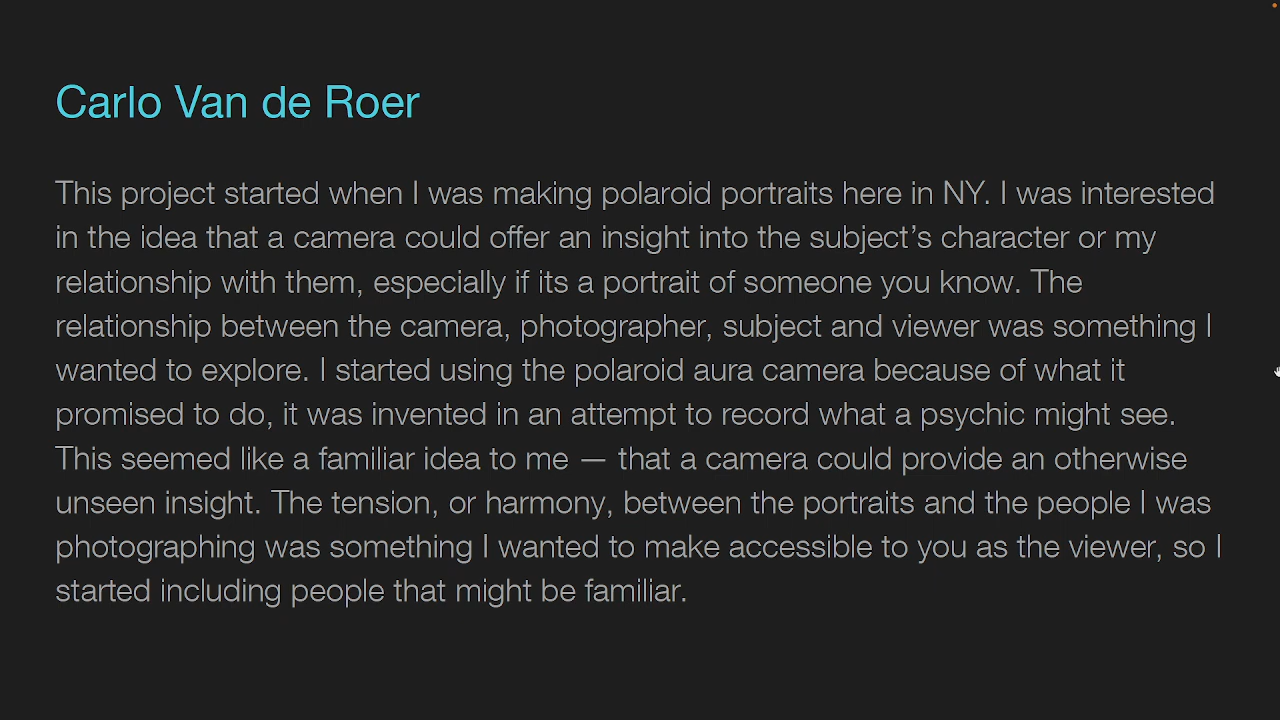 Carlo Van de Roer
This project started when I was making polaroid portraits here in NY. I was interested
in the idea that a camera could offer an insight into the subject’s character or my
relationship with them, especially if its a portrait of someone you know. The
relationship between the camera, photographer, subject and viewer was something I
wanted to explore. I started using the polaroid aura camera because of what it
promised to do, it was invented in an attempt to record what a psychic might see.
This seemed like a familiar idea to me — that a camera could provide an otherwise
unseen insight. The tension, or harmony, between the portraits and the people I was
photographing was something I wanted to make accessible to you as the viewer, so I
started including people that might be familiar.